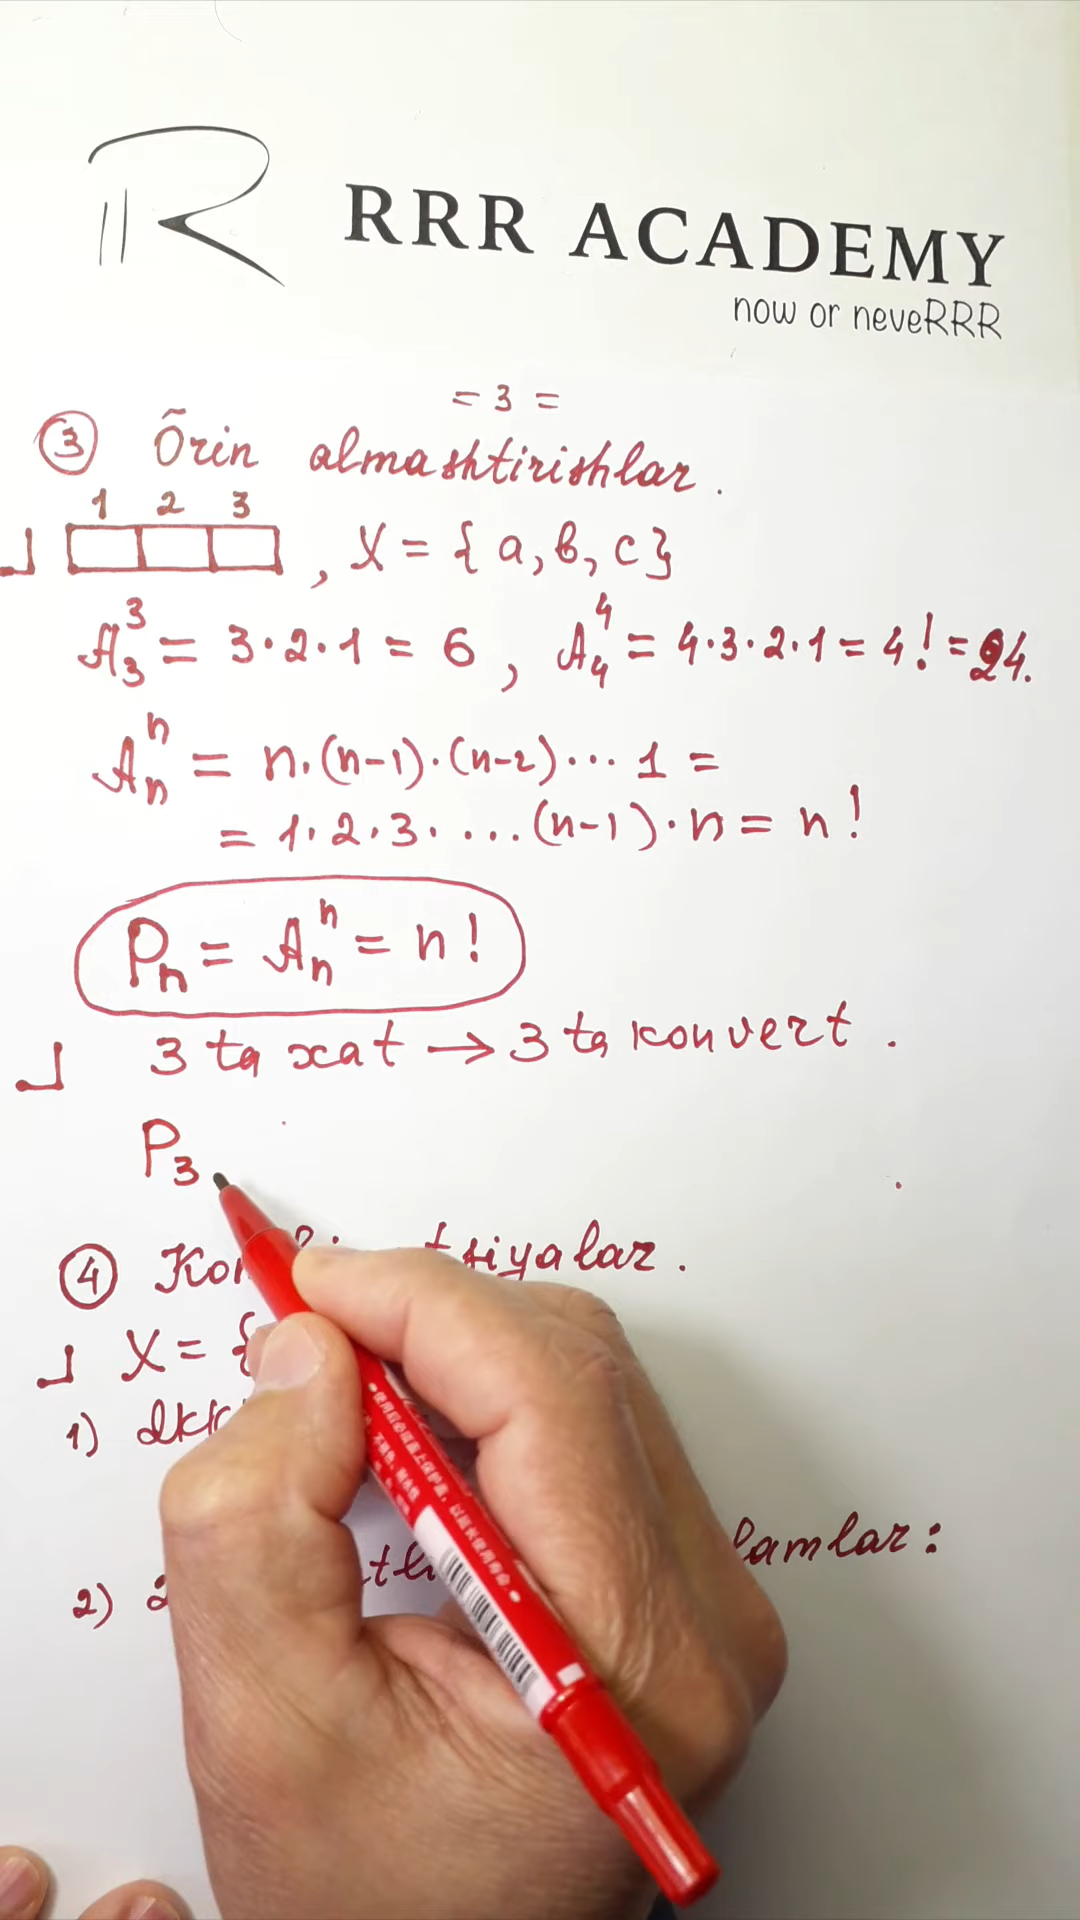 RRR ACADEMY
now or neveRRR
= 3 =
③ Õrin almashtirishlar.
1 2 3
, X = { a, b, c }
A₃³ = 3·2·1 = 6 , A₄⁴ = 4·3·2·1 = 4! = 24.
Aₙⁿ = n·(n-1)·(n-2)··· 1 =
= 1·2·3· ...(n-1)·n = n!
Pₙ = Aₙⁿ = n!
3 ta xat → 3 ta konvert.
P₃
④
X = {
1)
2)